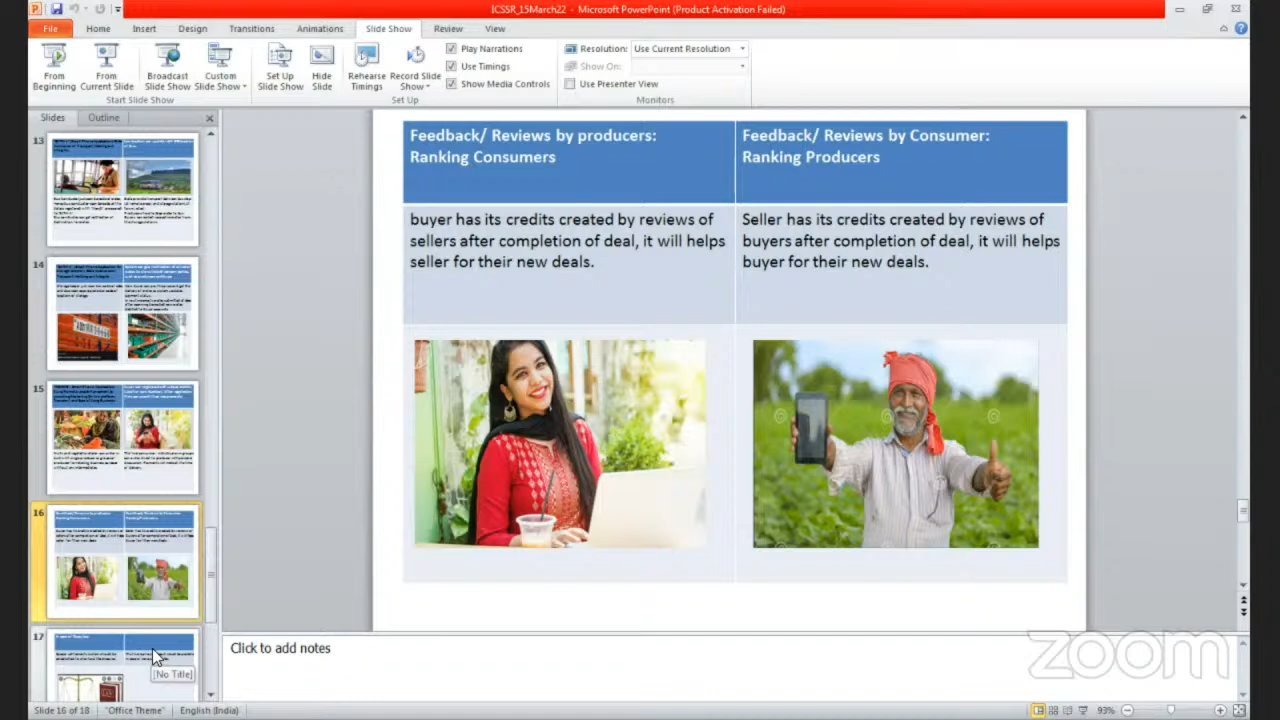 ICSSR_15March22 - Microsoft PowerPoint (Product Activation Failed)
File Home Insert Design Transitions Animations Slide Show Review View
From Beginning
From Current Slide
Broadcast Slide Show
Custom Slide Show
Start Slide Show
Set Up Slide Show
Hide Slide
Rehearse Timings
Record Slide Show
Play Narrations
Use Timings
Show Media Controls
Set Up
Resolution: Use Current Resolution
Show On:
Use Presenter View
Monitors
Slides Outline
13
14
15
16
17
[No Title]
Feedback/ Reviews by producers:
Ranking Consumers
Feedback/ Reviews by Consumer:
Ranking Producers
buyer has its credits created by reviews of
sellers after completion of deal, it will helps
seller for their new deals.
Seller has its credits created by reviews of
buyers after completion of deal, it will helps
buyer for their new deals.
Click to add notes
zoom
Slide 16 of 18 "Office Theme" English (India) 93%